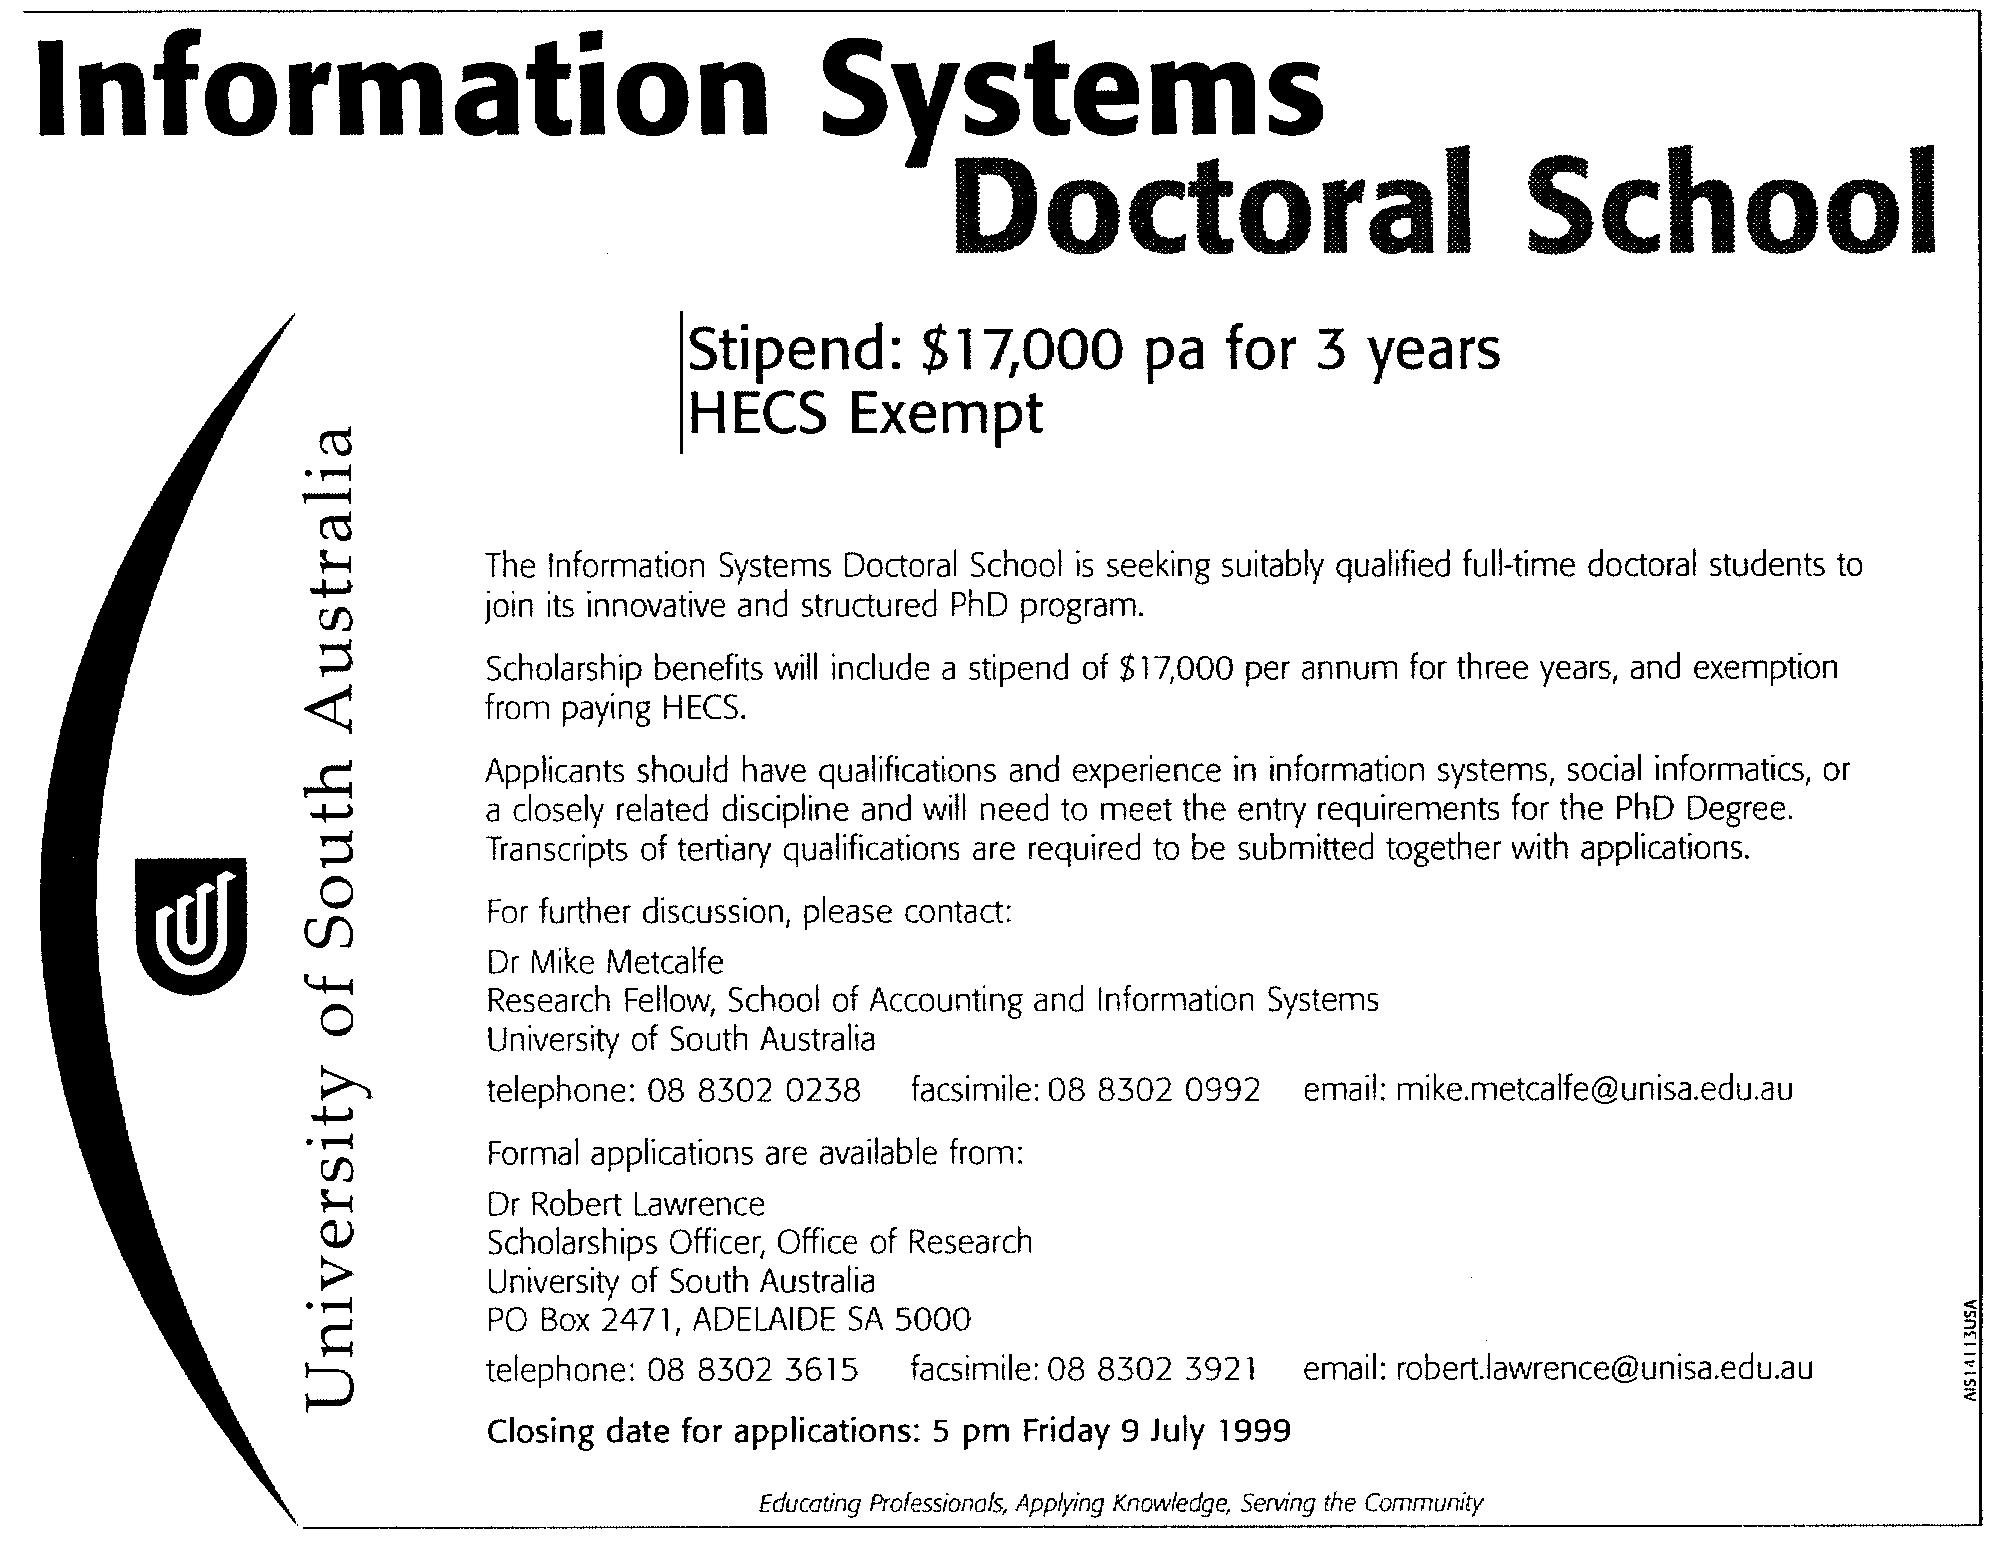 Information Systems
Doctoral School
Stipend: $17,000 pa for 3 years
HECS Exempt
University of South Australia
The Information Systems Doctoral School is seeking suitably qualified full-time doctoral students to
join its innovative and structured PhD program.
Scholarship benefits will include a stipend of $17,000 per annum for three years, and exemption
from paying HECS.
Applicants should have qualifications and experience in information systems, social informatics, or
a closely related discipline and will need to meet the entry requirements for the PhD Degree.
Transcripts of tertiary qualifications are required to be submitted together with applications.
For further discussion, please contact:
Dr Mike Metcalfe
Research Fellow, School of Accounting and Information Systems
University of South Australia
telephone: 08 8302 0238 facsimile: 08 8302 0992 email: mike.metcalfe@unisa.edu.au
Formal applications are available from:
Dr Robert Lawrence
Scholarships Officer, Office of Research
University of South Australia
PO Box 2471, ADELAIDE SA 5000
telephone: 08 8302 3615 facsimile: 08 8302 3921 email: robert.lawrence@unisa.edu.au
Closing date for applications: 5 pm Friday 9 July 1999
Educating Professionals, Applying Knowledge, Serving the Community
AIS14113USA